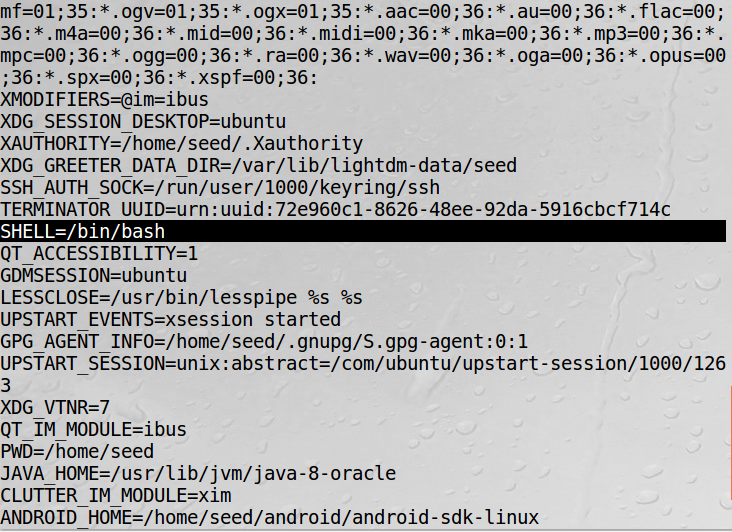 mf=01;35:*.ogv=01;35:*.ogx=01;35:*.aac=00;36:*.au=00;36:*.flac=00;
36:*.m4a=00;36:*.mid=00;36:*.midi=00;36:*.mka=00;36:*.mp3=00;36:*.
mpc=00;36:*.ogg=00;36:*.ra=00;36:*.wav=00;36:*.oga=00;36:*.opus=00
;36:*.spx=00;36:*.xspf=00;36:
XMODIFIERS=@im=ibus
XDG_SESSION_DESKTOP=ubuntu
XAUTHORITY=/home/seed/.Xauthority
XDG_GREETER_DATA_DIR=/var/lib/lightdm-data/seed
SSH_AUTH_SOCK=/run/user/1000/keyring/ssh
TERMINATOR_UUID=urn:uuid:72e960c1-8626-48ee-92da-5916cbcf714c
SHELL=/bin/bash
QT_ACCESSIBILITY=1
GDMSESSION=ubuntu
LESSCLOSE=/usr/bin/lesspipe %s %s
UPSTART_EVENTS=xsession started
GPG_AGENT_INFO=/home/seed/.gnupg/S.gpg-agent:0:1
UPSTART_SESSION=unix:abstract=/com/ubuntu/upstart-session/1000/126
3
XDG_VTNR=7
QT_IM_MODULE=ibus
PWD=/home/seed
JAVA_HOME=/usr/lib/jvm/java-8-oracle
CLUTTER_IM_MODULE=xim
ANDROID_HOME=/home/seed/android/android-sdk-linux